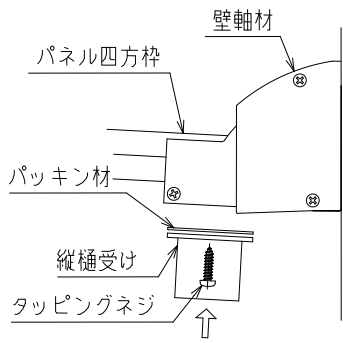 壁軸材
パネル四方枠
パッキン材
縦樋受け
タッピングネジ